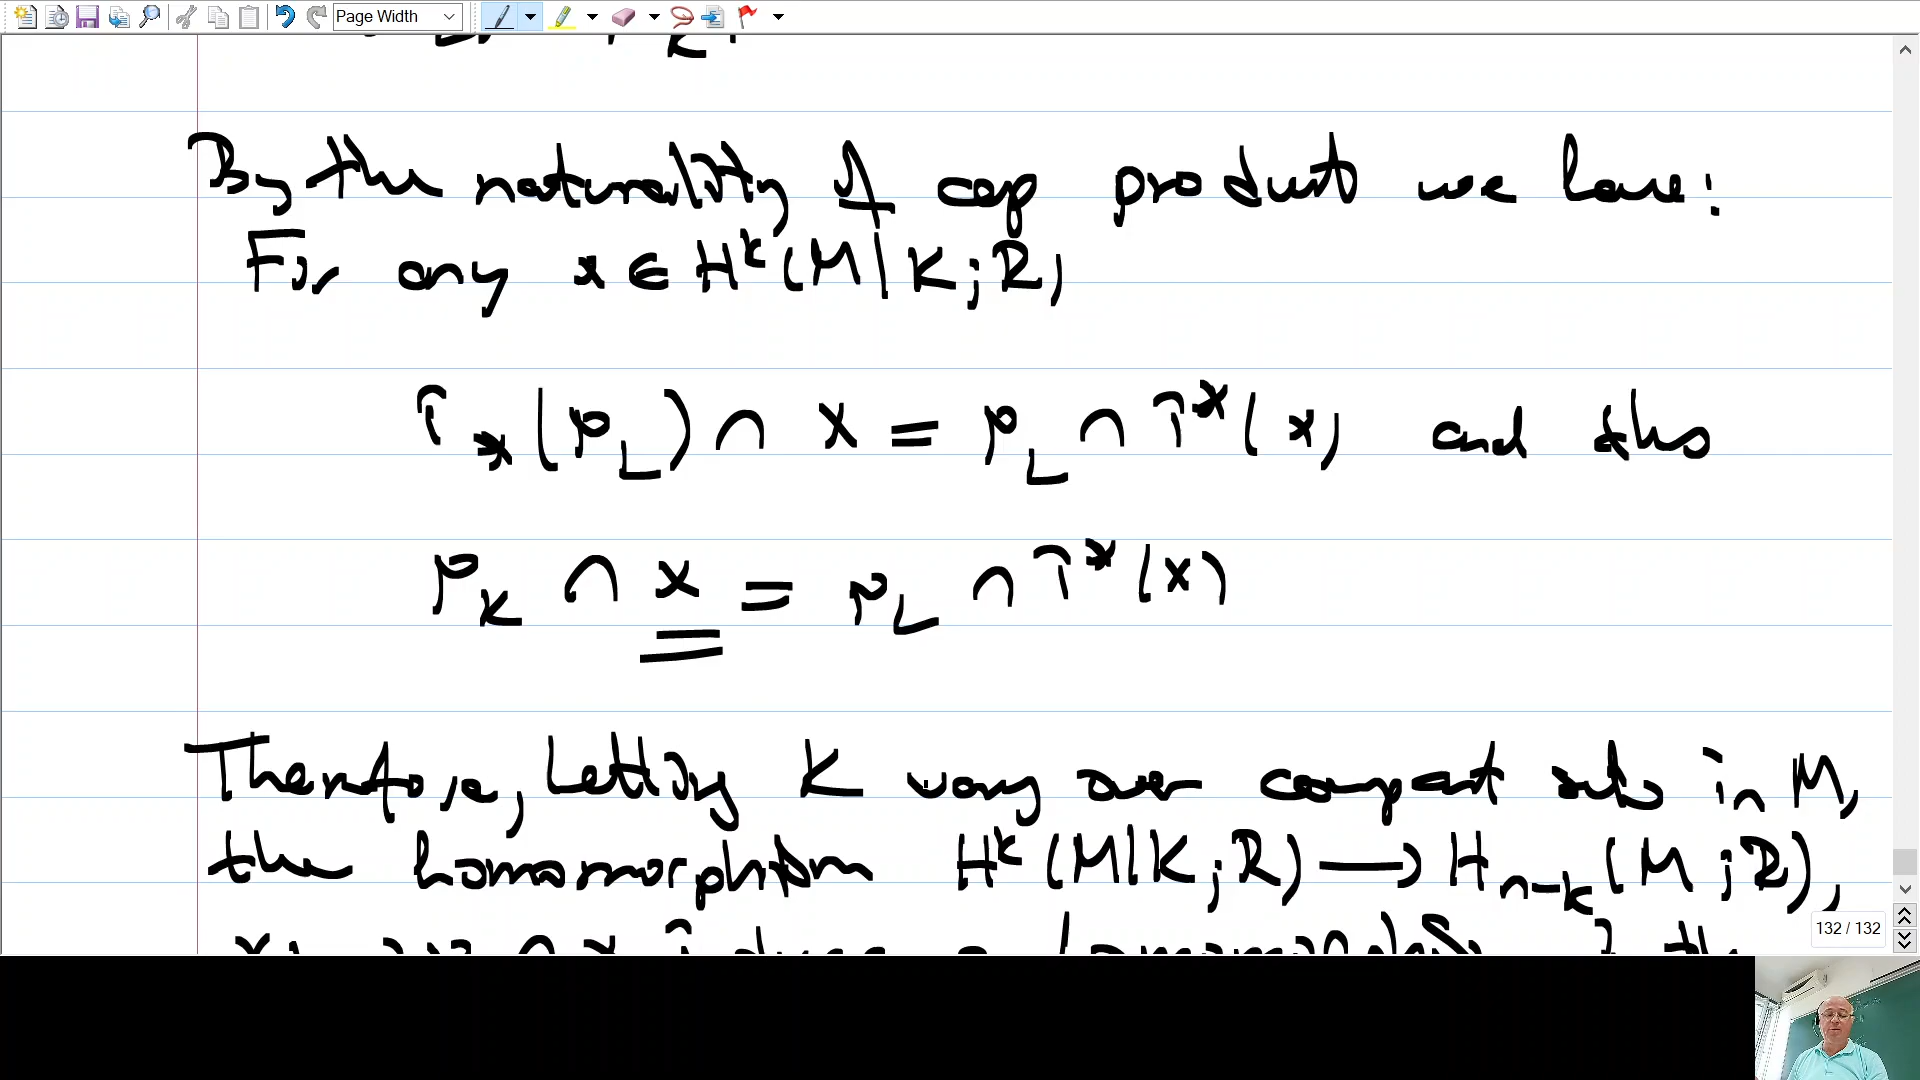 Page Width
By the naturality of cap product we have:
For any x ∈ H^k(M|K;R)
i_*(μ_L) ∩ x = μ_L ∩ i^*(x) and thus
μ_K ∩ x = μ_L ∩ i^*(x)
Therefore, letting K vary over compact sets in M,
the homomorphism H^k(M|K;R) → H_{n-k}(M;R),
132 / 132